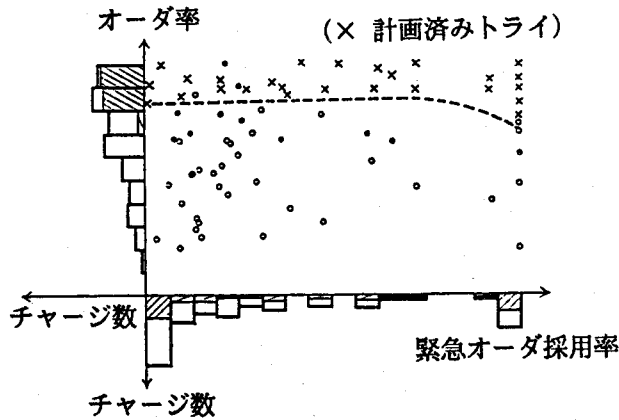 オーダ率
(× 計画済みトライ)
チャージ数
緊急オーダ採用率
チャージ数